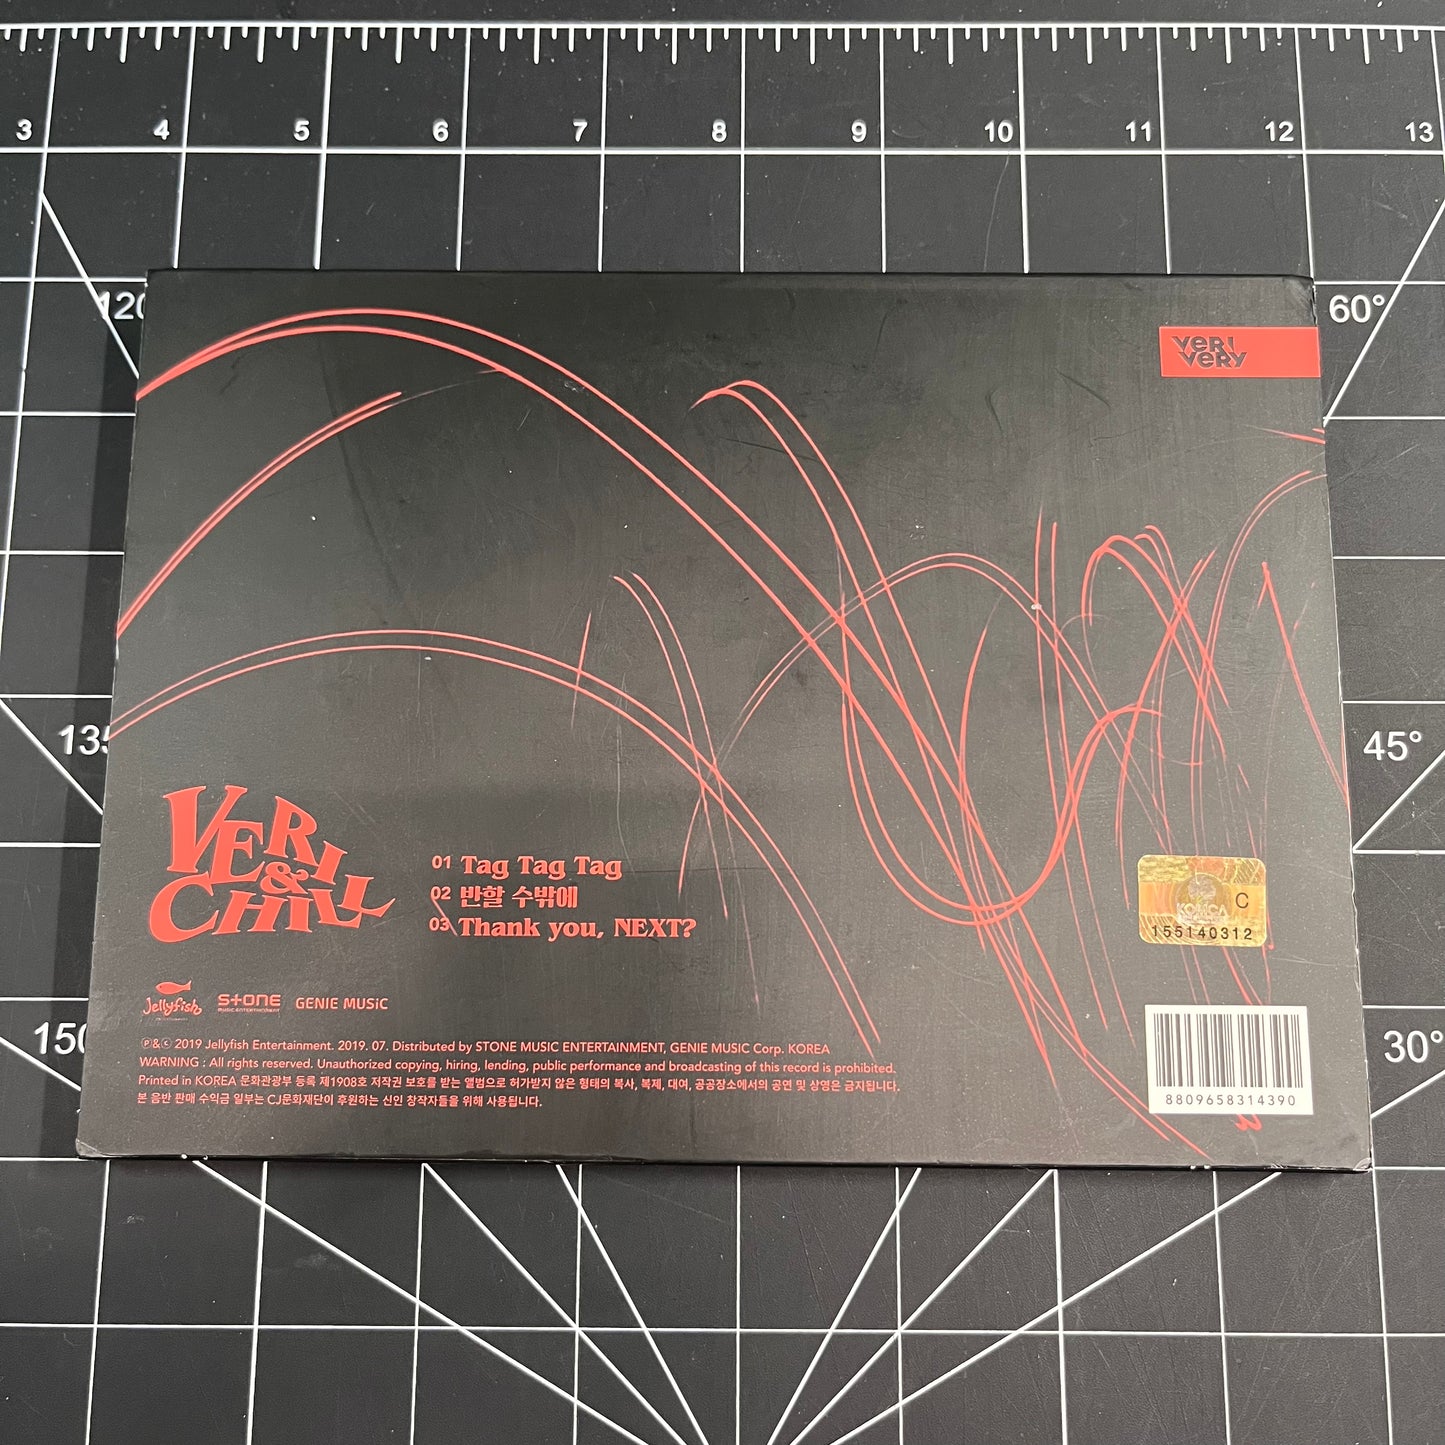 3 4 5 6 7 8 9 10 11 12 13
120
60°
VERI
VERY
135
45°
VERI
&
CHILL
01 Tag Tag Tag
02 반할 수밖에
03 Thank you, NEXT?
KOREA
C
155140312
Jellyfish
ENTERTAINMENT
STONE
MUSIC ENTERTAINMENT
GENIE MUSIC
150
30°
Ⓟ&Ⓒ 2019 Jellyfish Entertainment. 2019. 07. Distributed by STONE MUSIC ENTERTAINMENT, GENIE MUSIC Corp. KOREA
WARNING : All rights reserved. Unauthorized copying, hiring, lending, public performance and broadcasting of this record is prohibited.
Printed in KOREA 문화관광부 등록 제1908호 저작권 보호를 받는 앨범으로 허가받지 않은 형태의 복사, 복제, 대여, 공공장소에서의 공연 및 상영은 금지됩니다.
본 음반 판매 수익금 일부는 CJ문화재단이 후원하는 신인 창작자들을 위해 사용됩니다.
8809658314390